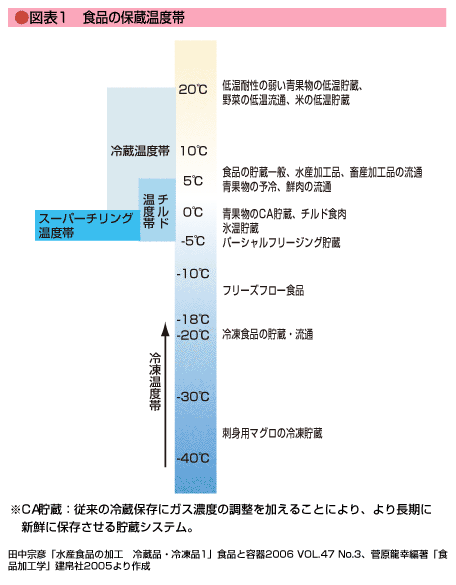 ●図表1 食品の保蔵温度帯
20℃
低湿耐性の弱い青果物の低温貯蔵、
野菜の低温流通、米の低温貯蔵
冷蔵温度帯
10℃
食品の貯蔵一般、水産加工品、畜産加工品の流通
5℃
青果物の予冷、鮮肉の流通
チルド
温度帯
0℃
青果物のCA貯蔵、チルド食肉
スーパーチリング
温度帯
氷温貯蔵
-5℃
パーシャルフリージング貯蔵
-10℃
フリーズフロー食品
-18℃
-20℃
冷凍食品の貯蔵・流通
冷凍温度帯
-30℃
刺身用マグロの冷凍貯蔵
-40℃
※CA貯蔵：従来の冷蔵保存にガス濃度の調整を加えることにより、より長期に
新鮮に保存させる貯蔵システム。
田中宗彦「水産食品の加工 冷蔵品・冷凍品1」食品と容器2006 VOL.47 No.3、菅原龍幸編著「食
品加工学」建帛社2005より作成